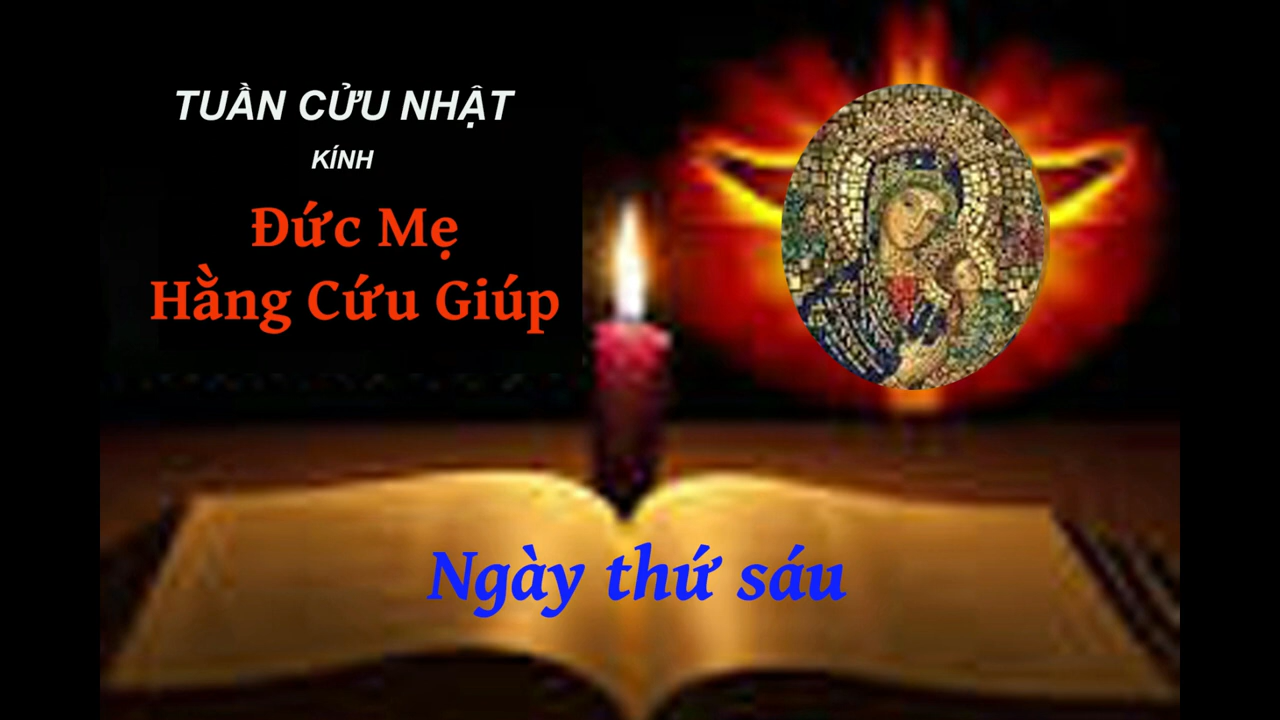 TUẦN CỬU NHẬT
KÍNH
Đức Mẹ
Hằng Cứu Giúp
Ngày thứ sáu